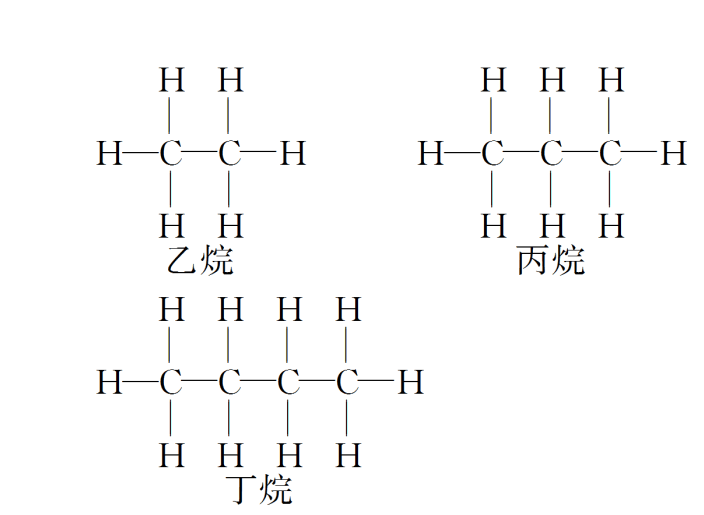 H H H H H
H—C—C—H H—C—C—C—H
H H H H H
乙烷 丙烷
H H H H
H—C—C—C—C—H
H H H H
丁烷